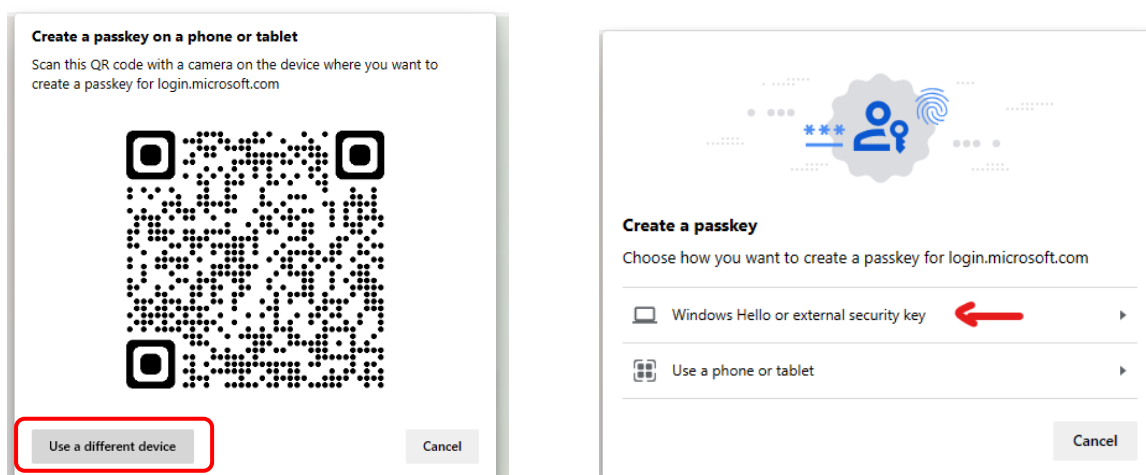 Create a passkey on a phone or tablet
Scan this QR code with a camera on the device where you want to
create a passkey for login.microsoft.com
Use a different device
Cancel
***
Create a passkey
Choose how you want to create a passkey for login.microsoft.com
Windows Hello or external security key
Use a phone or tablet
Cancel